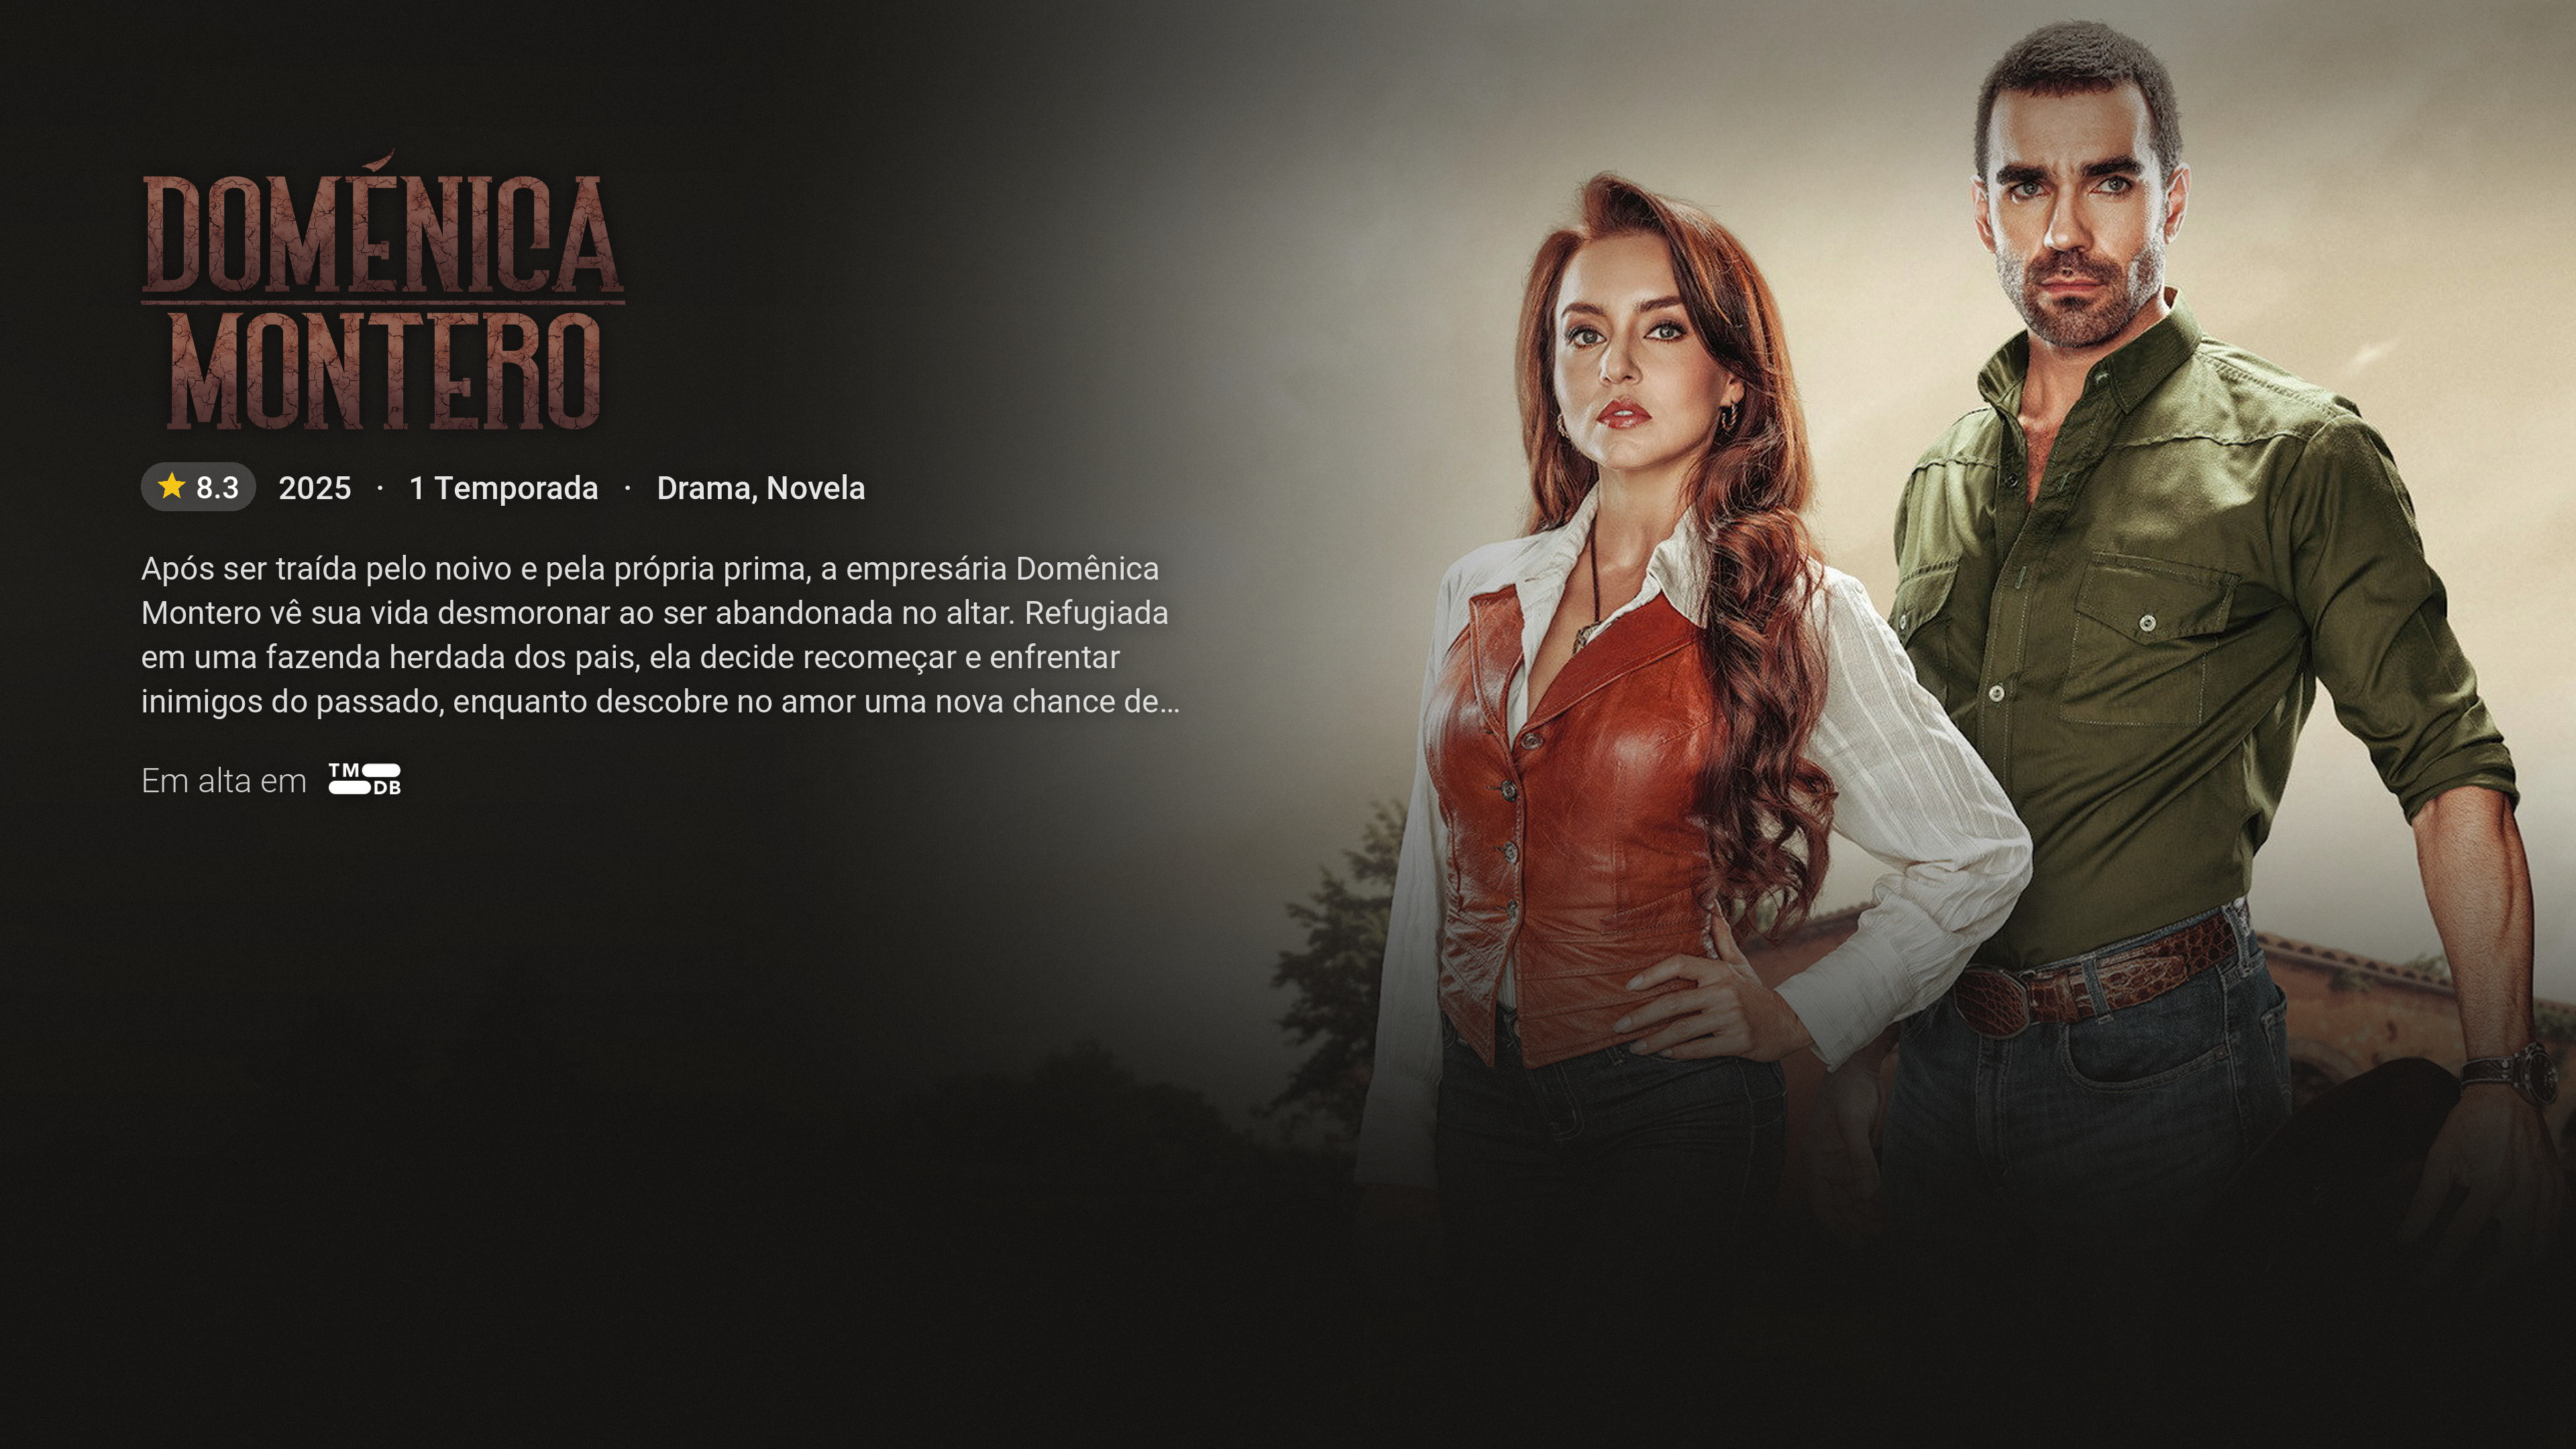 DOMÉNICA
MONTERO
8.3 2025 · 1 Temporada · Drama, Novela
Após ser traída pelo noivo e pela própria prima, a empresária Domênica
Montero vê sua vida desmoronar ao ser abandonada no altar. Refugiada
em uma fazenda herdada dos pais, ela decide recomeçar e enfrentar
inimigos do passado, enquanto descobre no amor uma nova chance de…
Em alta em TMDB